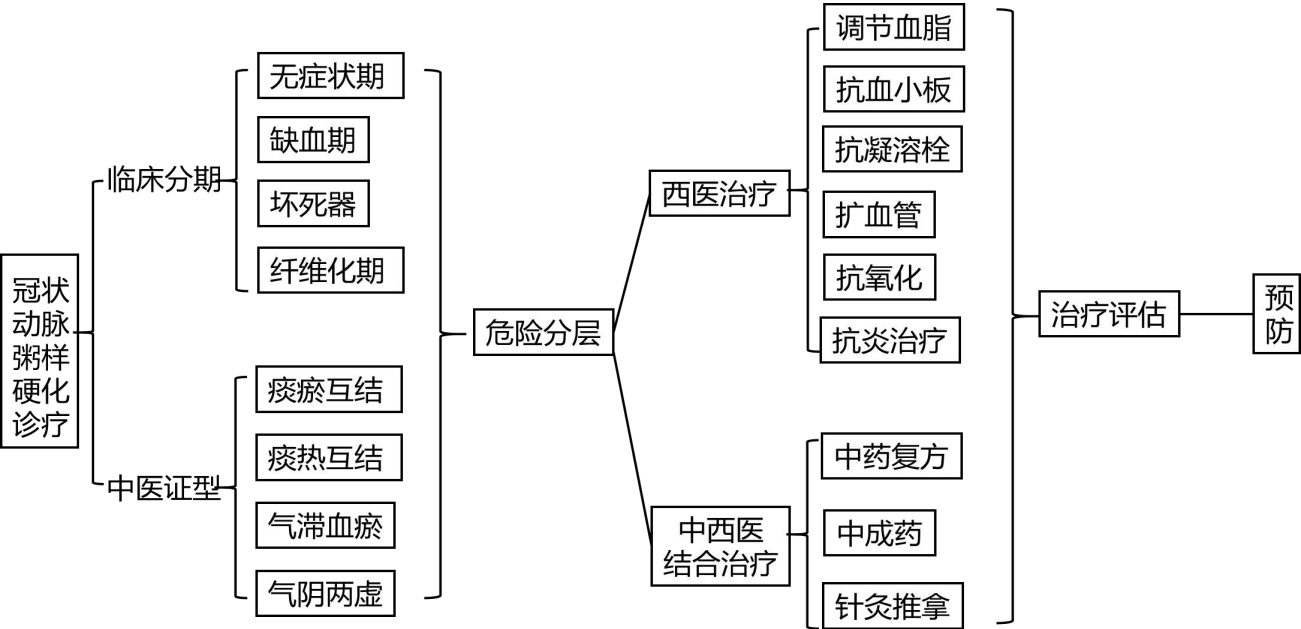 冠状
动脉
粥样
硬化
诊疗
临床分期
无症状期
缺血期
坏死器
纤维化期
中医证型
痰瘀互结
痰热互结
气滞血瘀
气阴两虚
危险分层
西医治疗
调节血脂
抗血小板
抗凝溶栓
扩血管
抗氧化
抗炎治疗
中西医
结合治疗
中药复方
中成药
针灸推拿
治疗评估
预
防